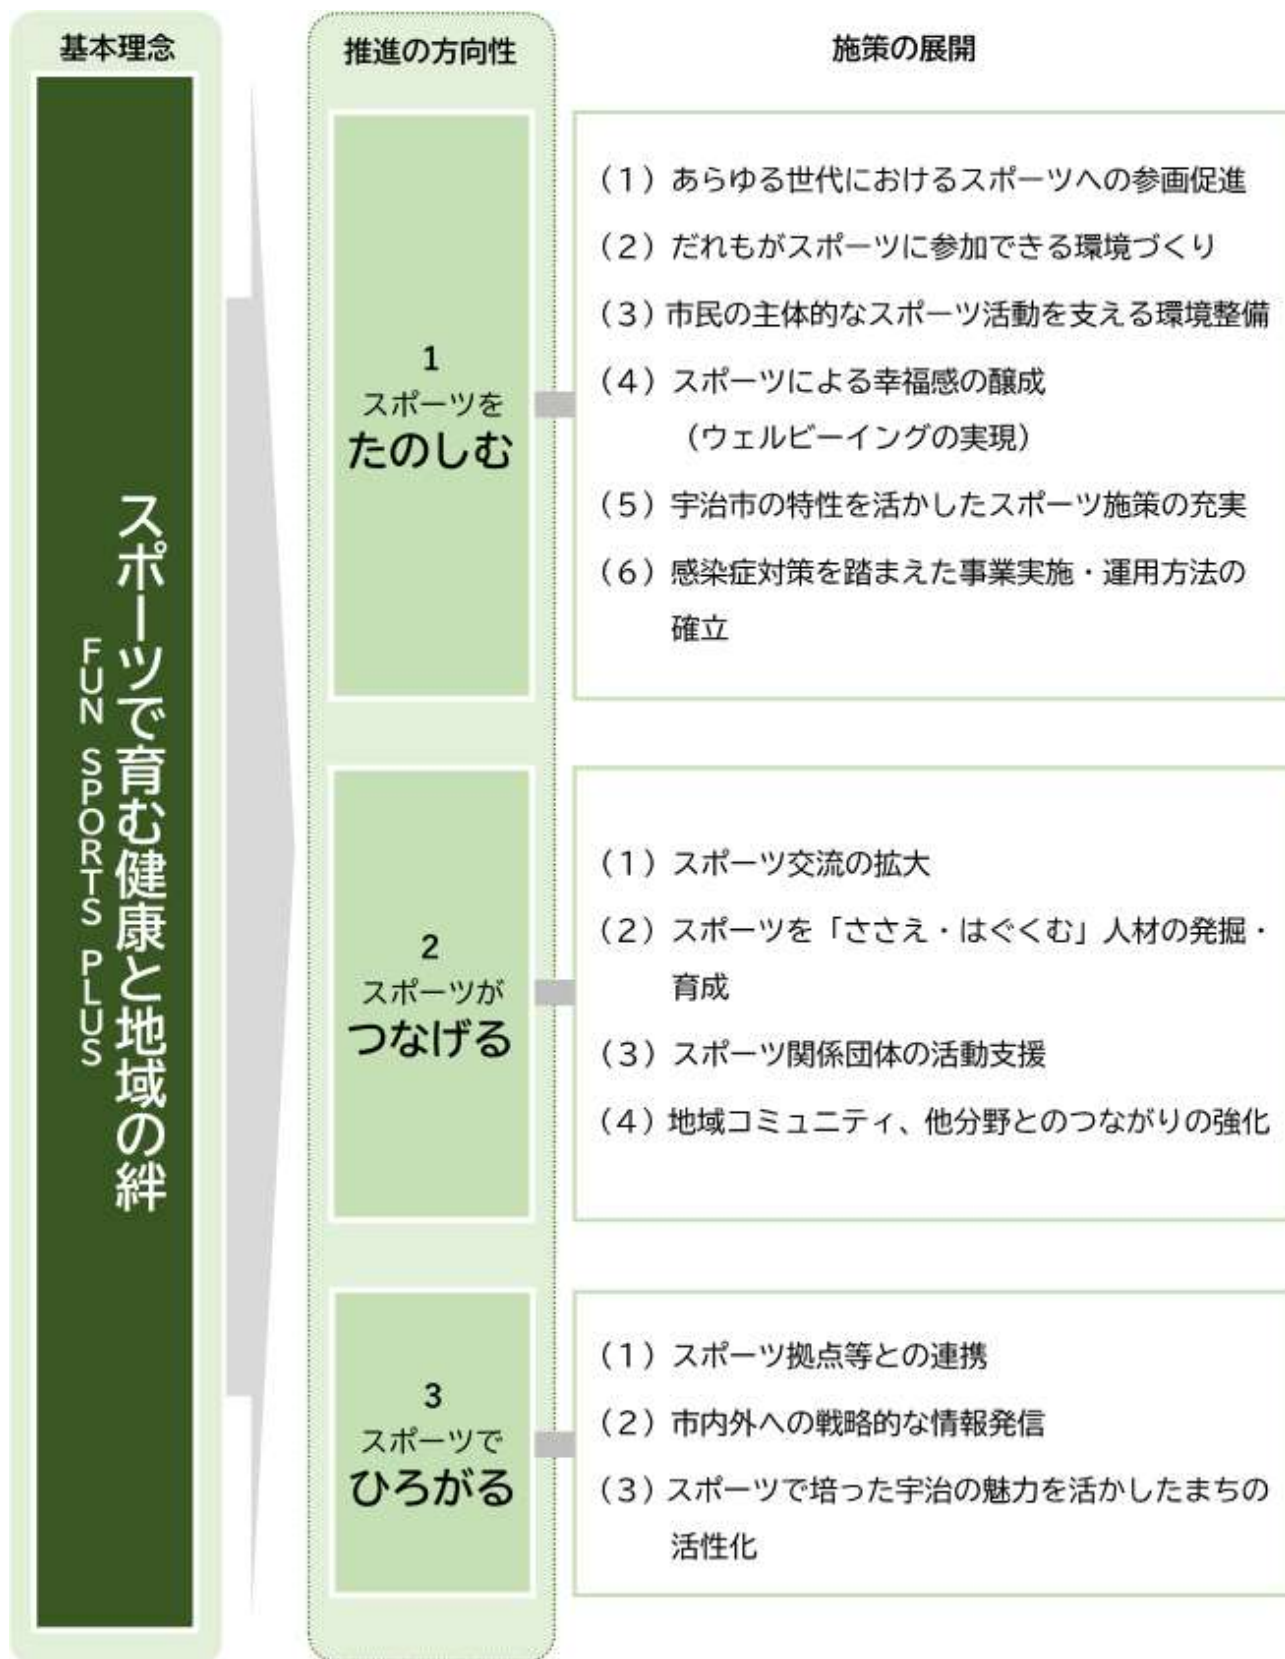 基本理念
スポーツで育む健康と地域の絆
FUN SPORTS PLUS
推進の方向性
施策の展開
1
スポーツを
たのしむ
（1）あらゆる世代におけるスポーツへの参画促進
（2）だれもがスポーツに参加できる環境づくり
（3）市民の主体的なスポーツ活動を支える環境整備
（4）スポーツによる幸福感の醸成
（ウェルビーイングの実現）
（5）宇治市の特性を活かしたスポーツ施策の充実
（6）感染症対策を踏まえた事業実施・運用方法の
確立
2
スポーツが
つなげる
（1）スポーツ交流の拡大
（2）スポーツを「ささえ・はぐくむ」人材の発掘・
育成
（3）スポーツ関係団体の活動支援
（4）地域コミュニティ、他分野とのつながりの強化
3
スポーツで
ひろがる
（1）スポーツ拠点等との連携
（2）市内外への戦略的な情報発信
（3）スポーツで培った宇治の魅力を活かしたまちの
活性化